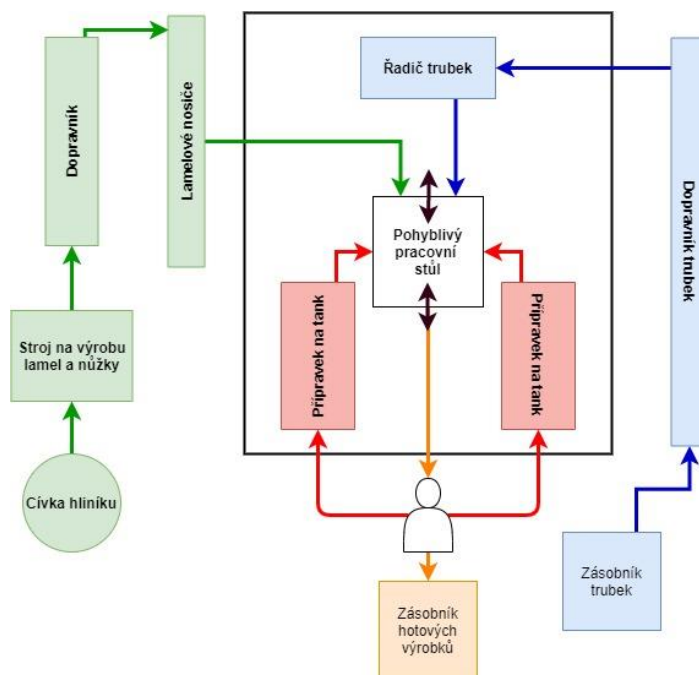 Dopravník
Lamelové nosiče
Řadič trubek
Dopravník trubek
Pohyblivý
pracovní
stůl
Přípravek na tank
Přípravek na tank
Stroj na výrobu
lamel a nůžky
Cívka hliníku
Zásobník
trubek
Zásobník
hotových
výrobků